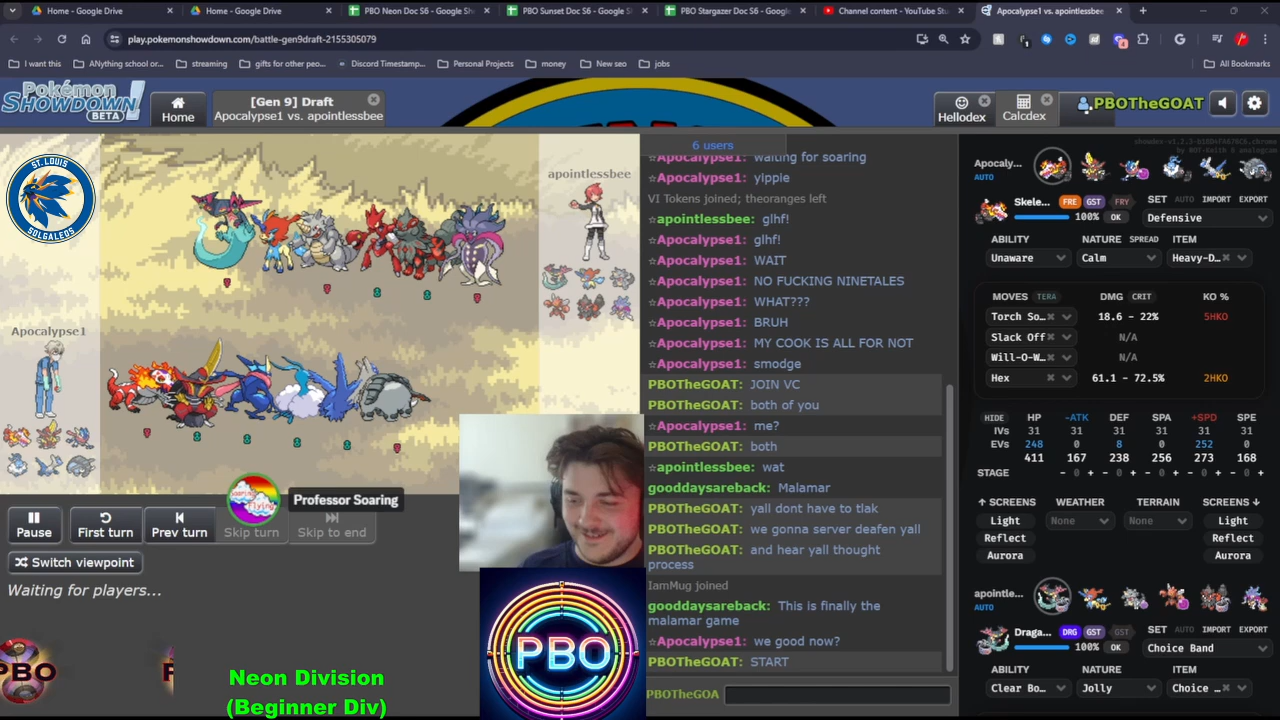 Home - Google Drive
Home - Google Drive
PBO Neon Doc S6 - Google Sh
PBO Sunset Doc S6 - Google S
PBO Stargazer Doc S6 - Google
Channel content - YouTube Stu
Apocalypse1 vs. apointlessbee
play.pokemonshowdown.com/battle-gen9draft-2155305079
I want this
ANything school or...
streaming
gifts for other peo...
Discord Timestamp...
Personal Projects
money
New seo
jobs
All Bookmarks
Pokémon
SHOWDOWN!
BETA
Home
[Gen 9] Draft
Apocalypse1 vs. apointlessbee
Hellodex
Calcdex
PBOTheGOAT
ST. LOUIS
SOLGALEOS
Apocalypse1
apointlessbee
6 users
☆Apocalypse1: waiting for soaring
☆Apocalypse1: yippie
VI Tokens joined; theoranges left
☆apointlessbee: glhf!
☆Apocalypse1: glhf!
☆Apocalypse1: WAIT
☆Apocalypse1: NO FUCKING NINETALES
☆Apocalypse1: WHAT???
☆Apocalypse1: BRUH
☆Apocalypse1: MY COOK IS ALL FOR NOT
☆Apocalypse1: smodge
PBOTheGOAT: JOIN VC
PBOTheGOAT: both of you
☆Apocalypse1: me?
PBOTheGOAT: both
☆apointlessbee: wat
gooddaysareback: Malamar
PBOTheGOAT: yall dont have to tlak
PBOTheGOAT: we gonna server deafen yall
PBOTheGOAT: and hear yall thought
process
IamMug joined
gooddaysareback: This is finally the
malamar game
☆Apocalypse1: we good now?
PBOTheGOAT: START
PBOTheGOA
Professor Soaring
Pause
First turn
Prev turn
Skip turn
Skip to end
Switch viewpoint
Waiting for players...
PBO
Neon Division
(Beginner Div)
PBO
Apocaly...
AUTO
Skele...
FRE
GST
FRY
100%
OK
SET
AUTO
IMPORT
EXPORT
Defensive
ABILITY
NATURE
SPREAD
ITEM
Unaware
Calm
Heavy-D...
MOVES
TERA
DMG
CRIT
KO %
Torch So...
18.6 – 22%
5HKO
Slack Off
N/A
Will-O-W...
N/A
Hex
61.1 – 72.5%
2HKO
HIDE
HP
-ATK
DEF
SPA
+SPD
SPE
IVs
31
31
31
31
31
31
EVs
248
0
8
0
252
0
411
167
238
256
273
168
STAGE
- 0 +
- 0 +
- 0 +
- 0 +
- 0 +
↑ SCREENS
WEATHER
TERRAIN
SCREENS ↓
Light
None
None
Light
Reflect
Reflect
Aurora
Aurora
apointle...
AUTO
Draga...
DRG
GST
GST
100%
OK
SET
AUTO
IMPORT
EXPORT
Choice Band
ABILITY
NATURE
ITEM
Clear Bo...
Jolly
Choice ...